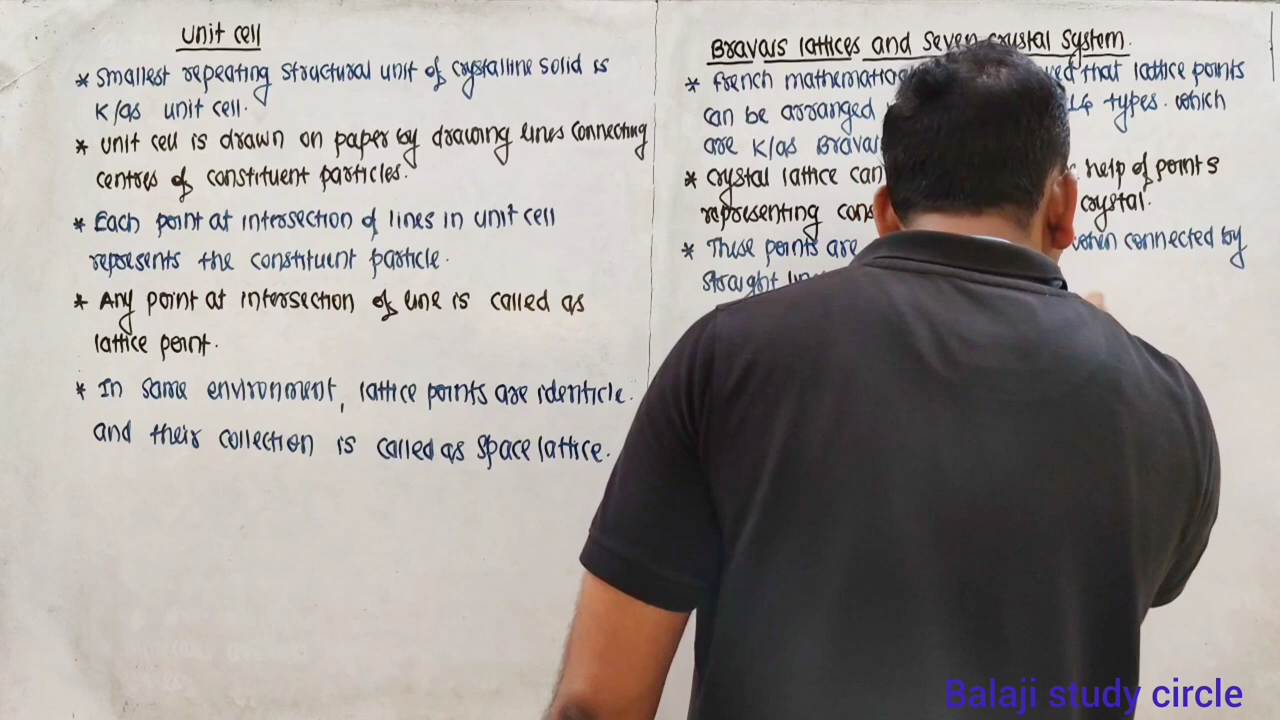 Unit cell
* Smallest repeating structural unit of crystalline solid is
K/as unit cell.
* Unit cell is drawn on paper by drawing lines connecting
centres of constituent particles.
* Each point at intersection of lines in unit cell
represents the constituent particle.
* Any point at intersection of line is called as
lattice point.
* In same environment, lattice points are identicle.
and their collection is called as space lattice.
Bravais lattices and Seven crystal System.
* French that lattice points
can be arranged 14 types. which
are K/as
* Crystal lattice can help of points
representing crystal.
* These points are when connected by
straight
Balaji study circle